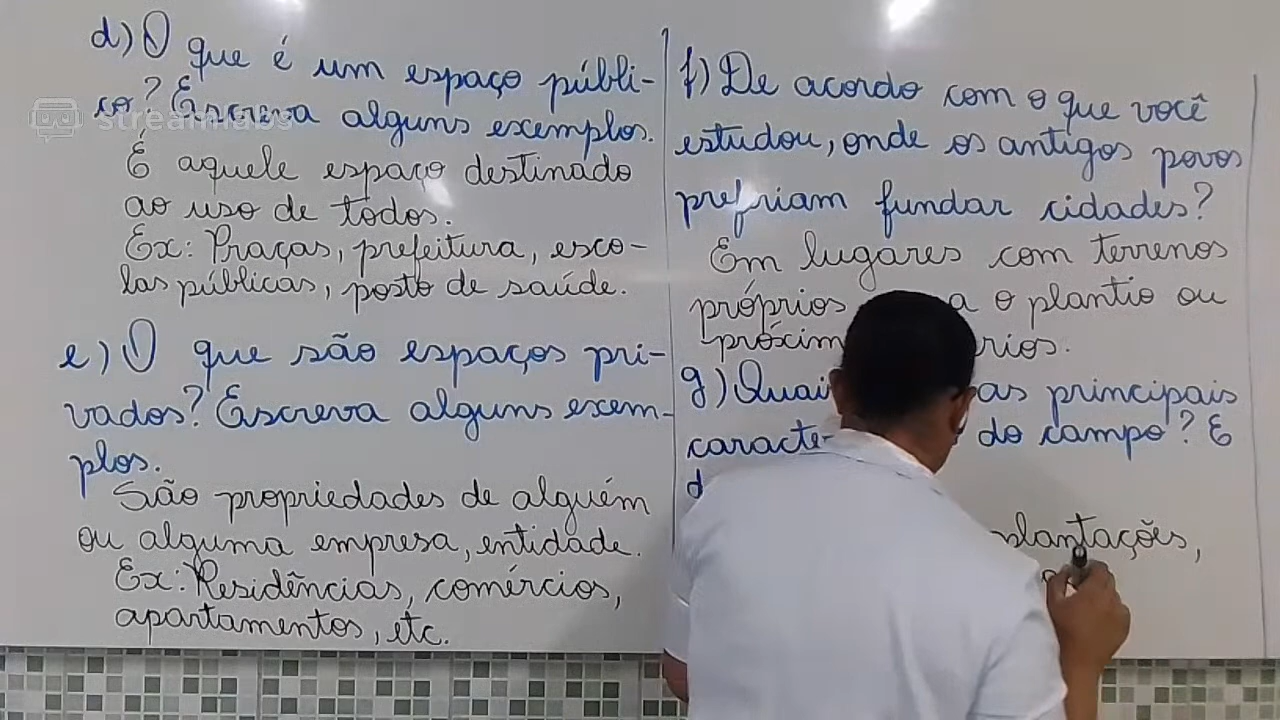 d) O que é um espaço públi-
co? Escreva alguns exemplos.
É aquele espaço destinado
ao uso de todos.
Ex: Praças, prefeitura, esco-
las públicas, posto de saúde.
e) O que são espaços pri-
vados? Escreva alguns exem-
plos.
São propriedades de alguém
ou alguma empresa, entidade.
Ex: Residências, comércios,
apartamentos, etc.
f) De acordo com o que você
estudou, onde os antigos povos
preferiam fundar cidades?
Em lugares com terrenos
próprios o plantio ou
rios.
g) as principais
do campo? E
plantações,
streamlabs